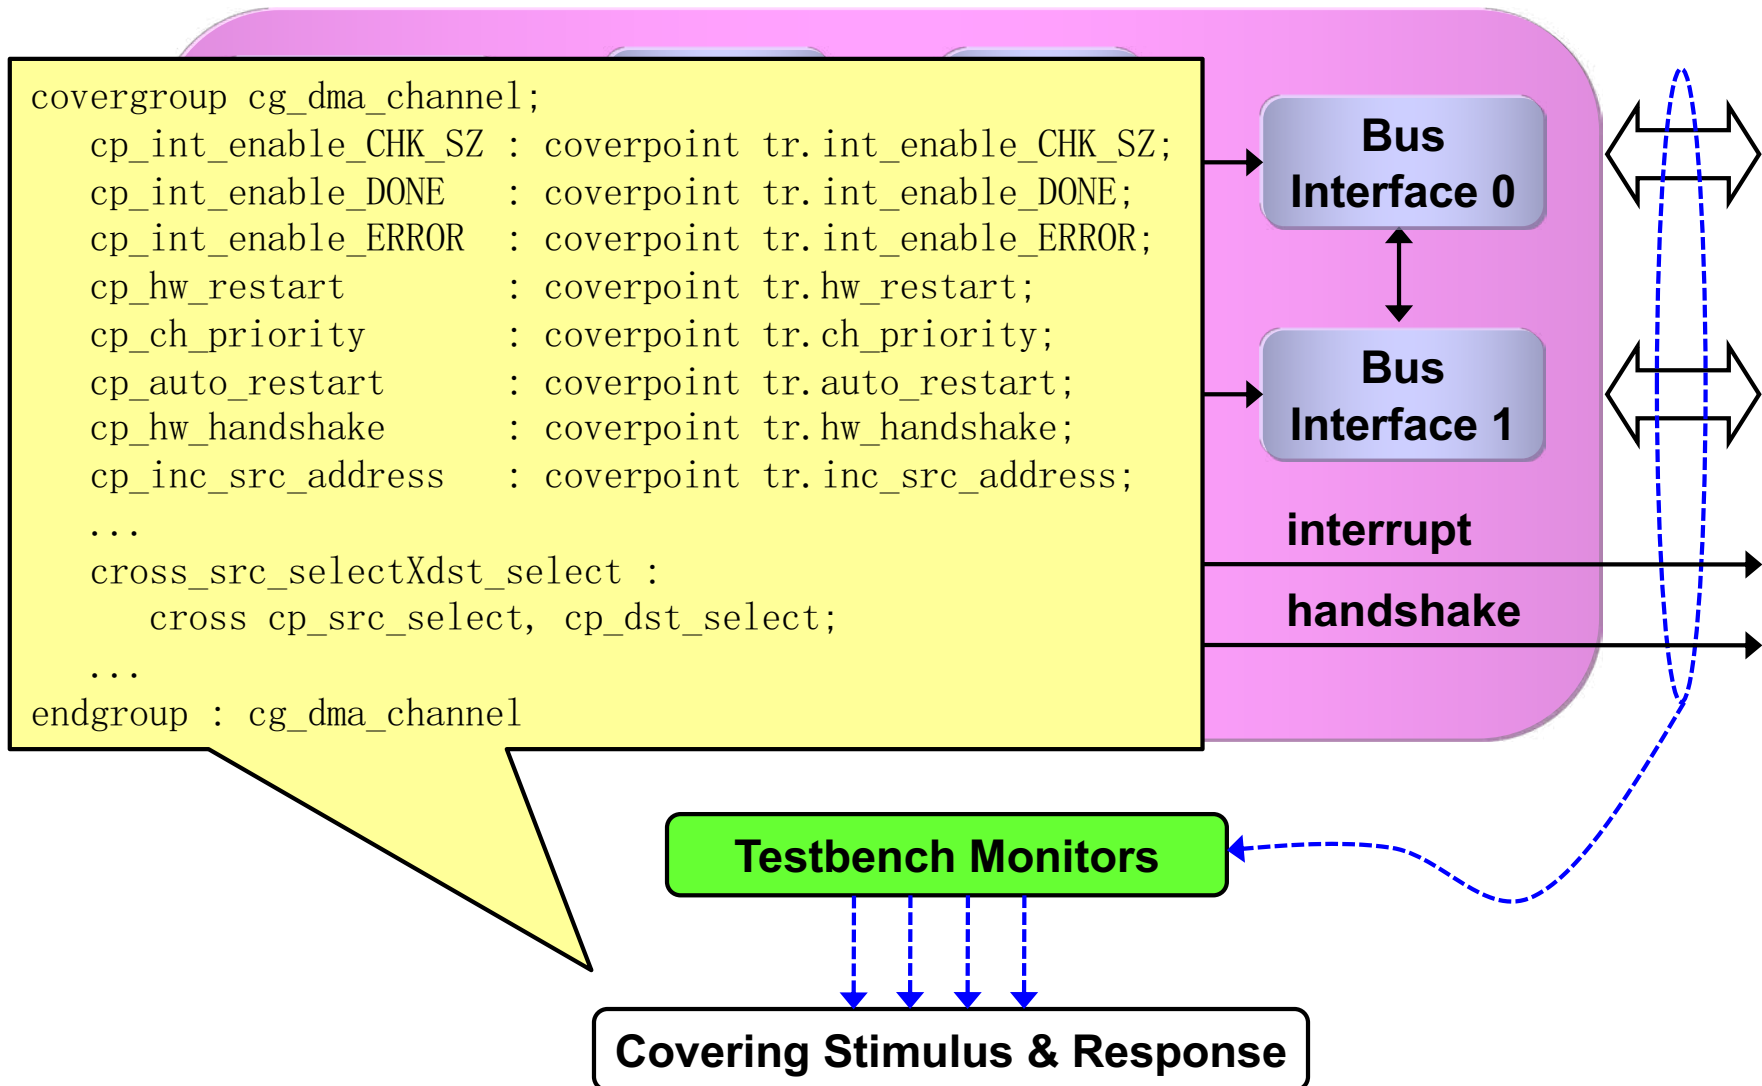 covergroup cg_dma_channel;
cp_int_enable_CHK_SZ : coverpoint tr.int_enable_CHK_SZ;
cp_int_enable_DONE : coverpoint tr.int_enable_DONE;
cp_int_enable_ERROR : coverpoint tr.int_enable_ERROR;
cp_hw_restart : coverpoint tr.hw_restart;
cp_ch_priority : coverpoint tr.ch_priority;
cp_auto_restart : coverpoint tr.auto_restart;
cp_hw_handshake : coverpoint tr.hw_handshake;
cp_inc_src_address : coverpoint tr.inc_src_address;
...
cross_src_selectXdst_select :
cross cp_src_select, cp_dst_select;
...
endgroup : cg_dma_channel
Bus
Interface 0
Bus
Interface 1
interrupt
handshake
Testbench Monitors
Covering Stimulus & Response